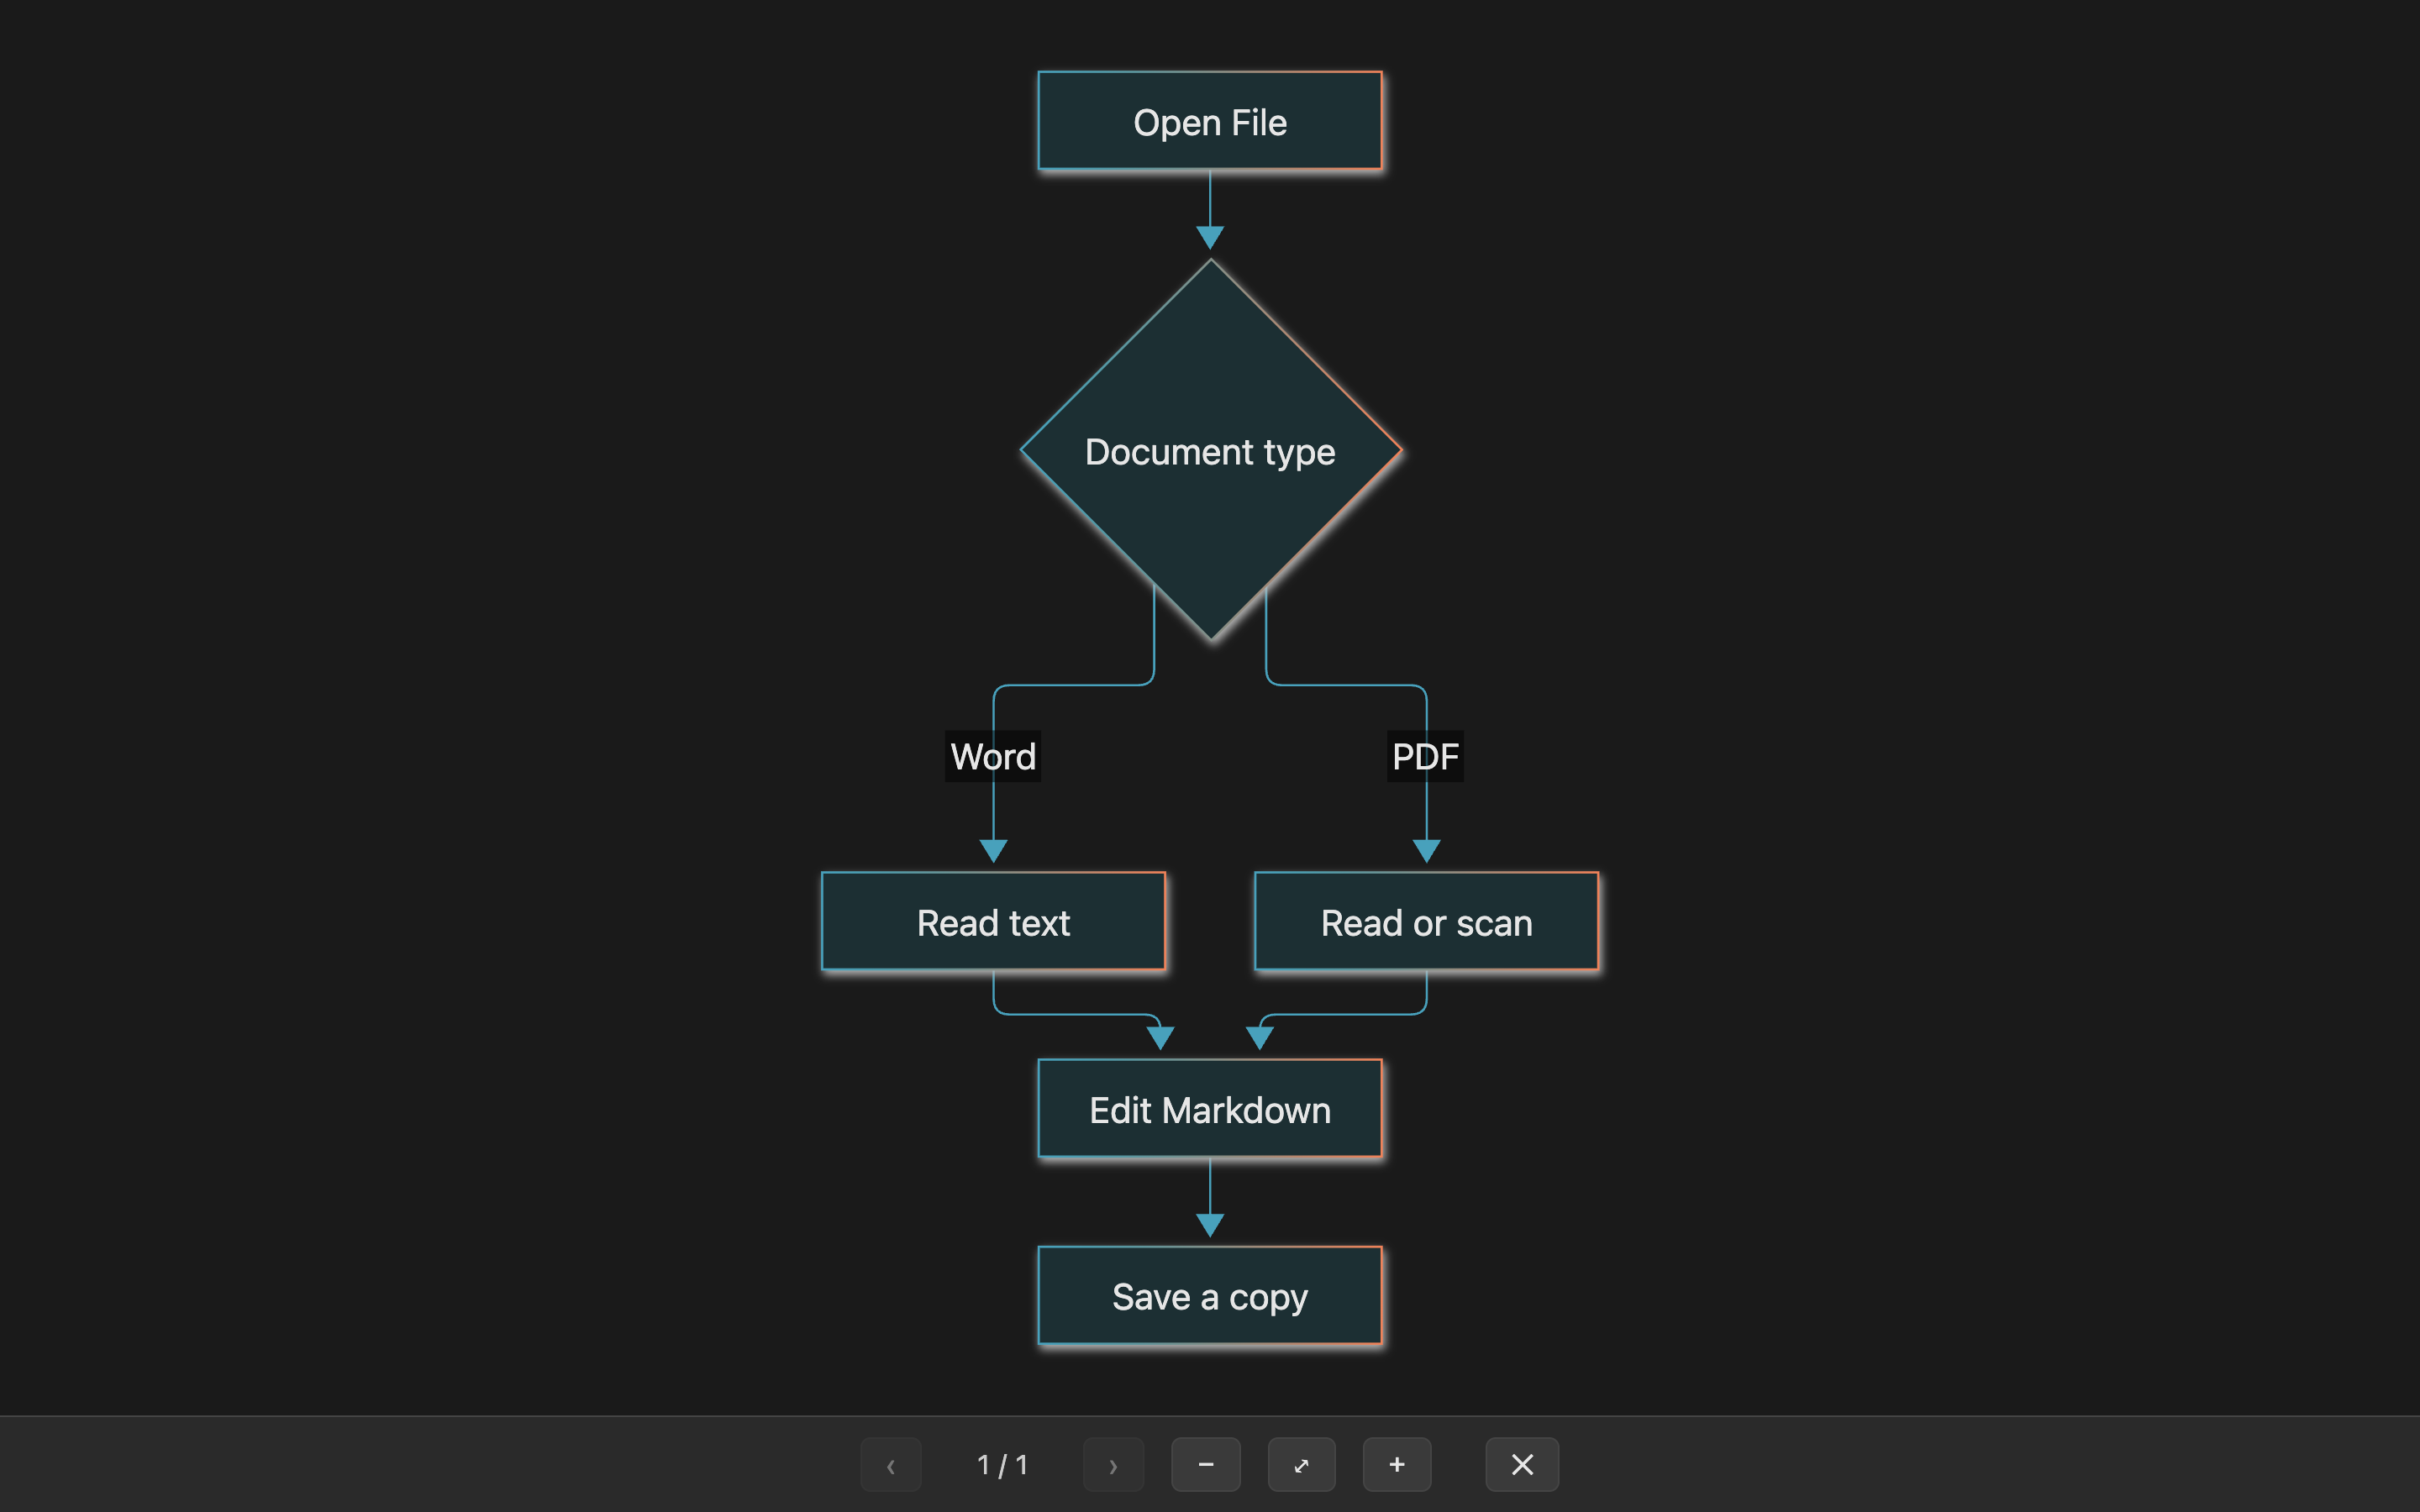 Open File
Document type
Word
PDF
Read text
Read or scan
Edit Markdown
Save a copy
1 / 1